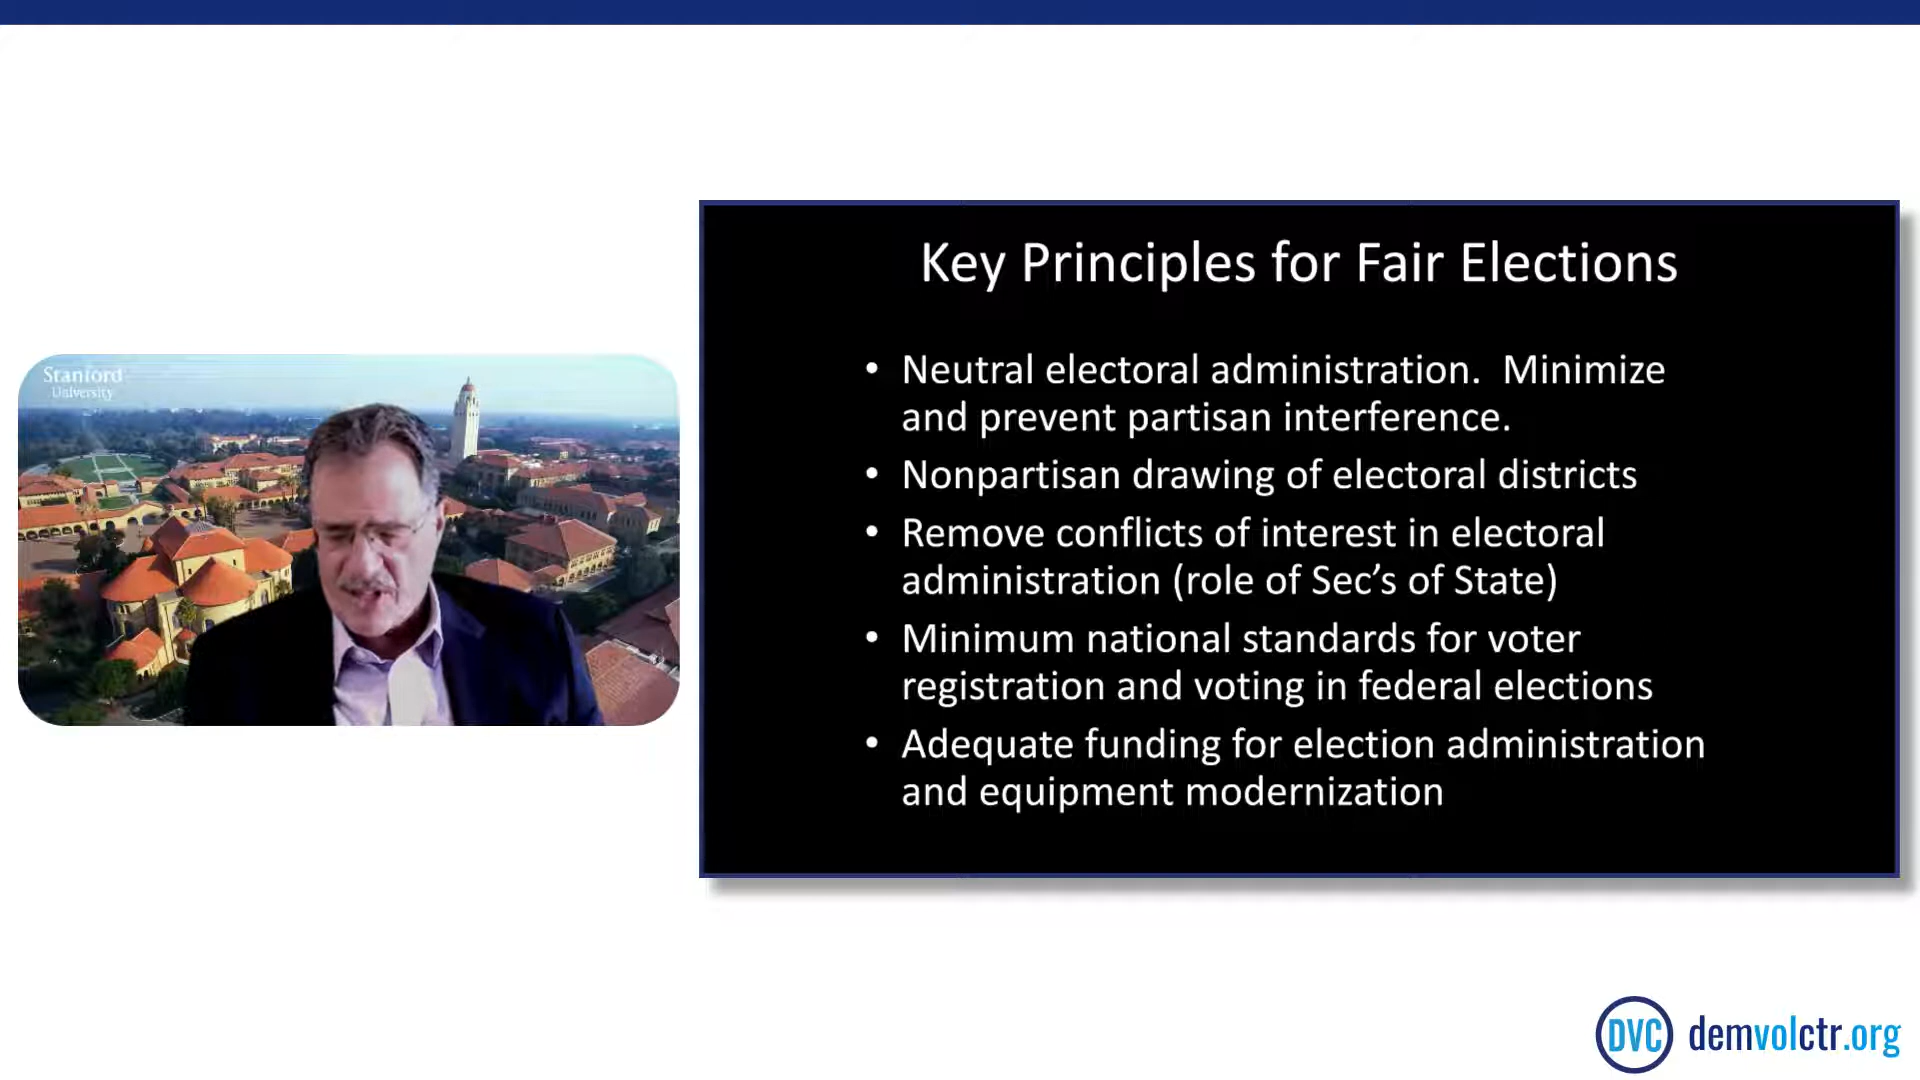 Stanford
University
Key Principles for Fair Elections
• Neutral electoral administration.  Minimize
and prevent partisan interference.
• Nonpartisan drawing of electoral districts
• Remove conflicts of interest in electoral
administration (role of Sec’s of State)
• Minimum national standards for voter
registration and voting in federal elections
• Adequate funding for election administration
and equipment modernization
DVC demvolctr.org